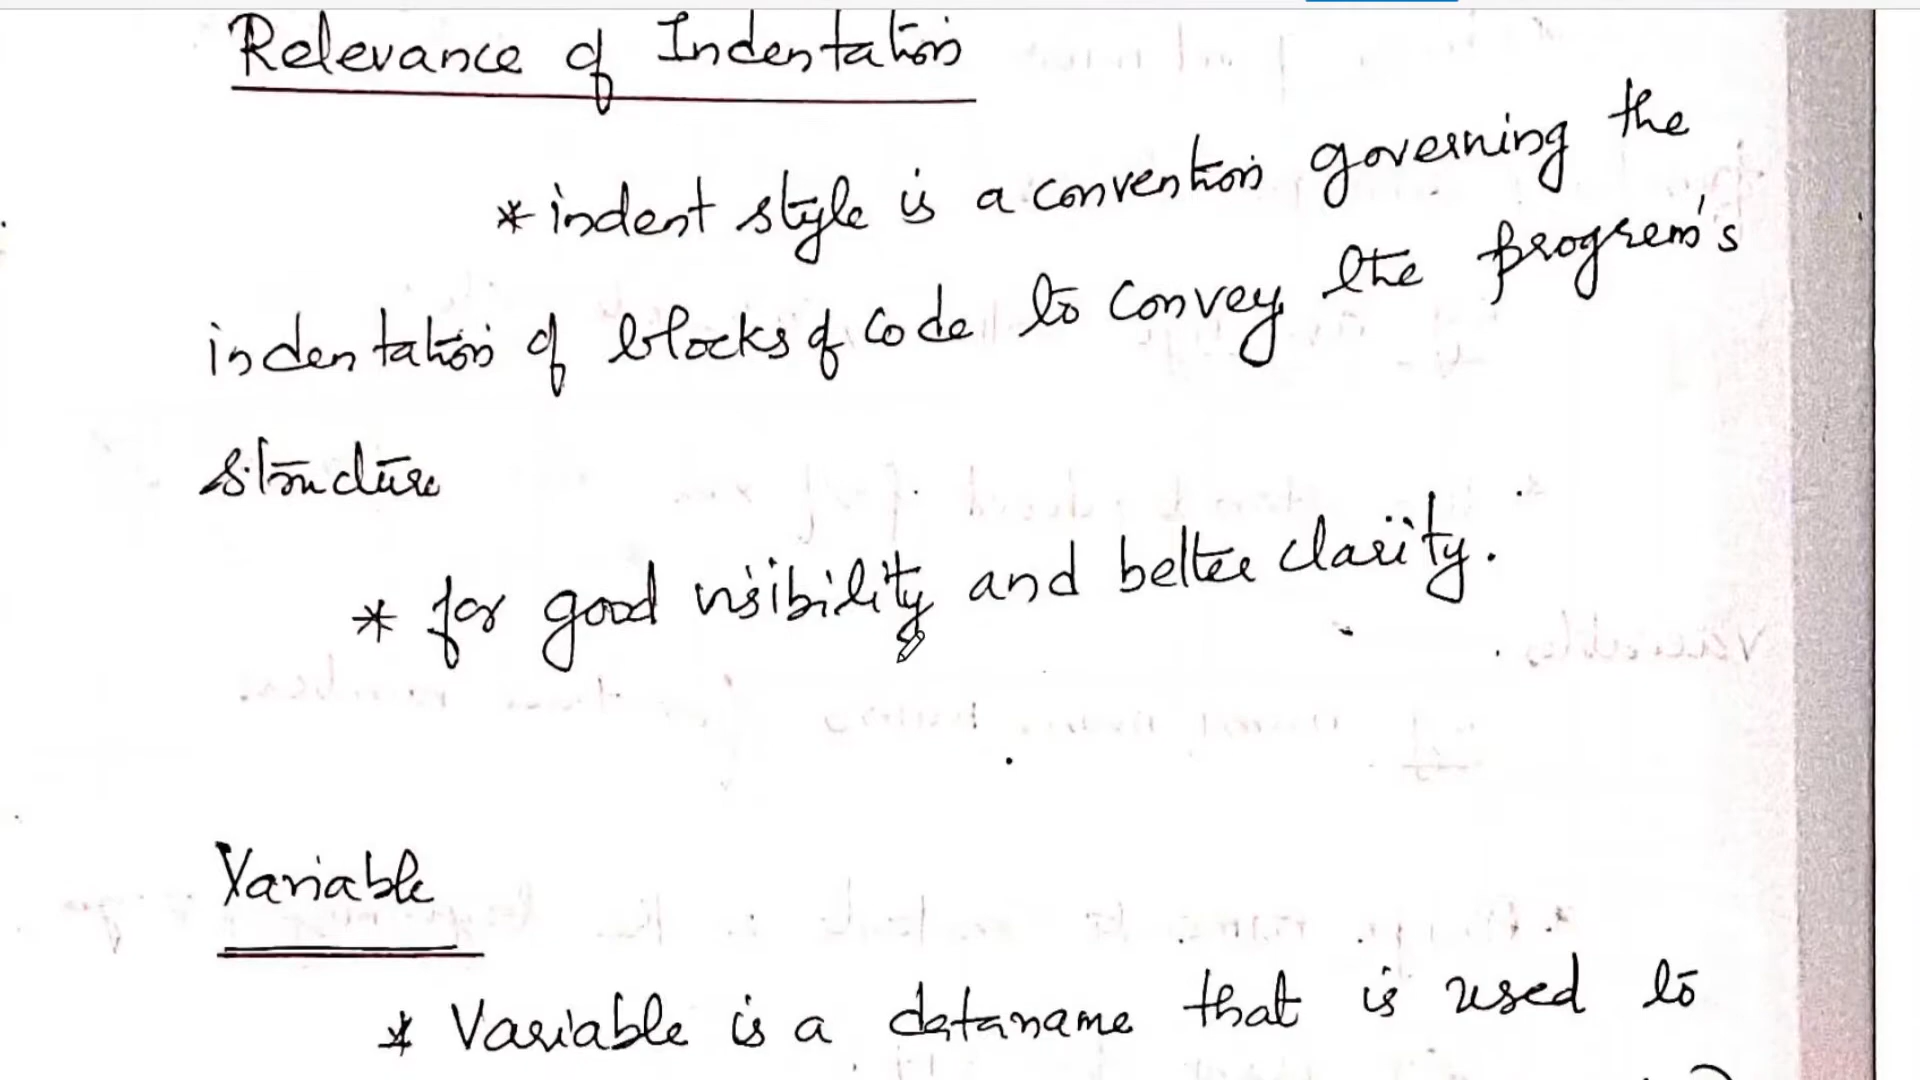 Relevance of Indentation
* indent style is a convention governing the
indentation of blocks of code to convey the program's
structure
* for good visibility and better clarity.
Variable
* Variable is a dataname that is used to